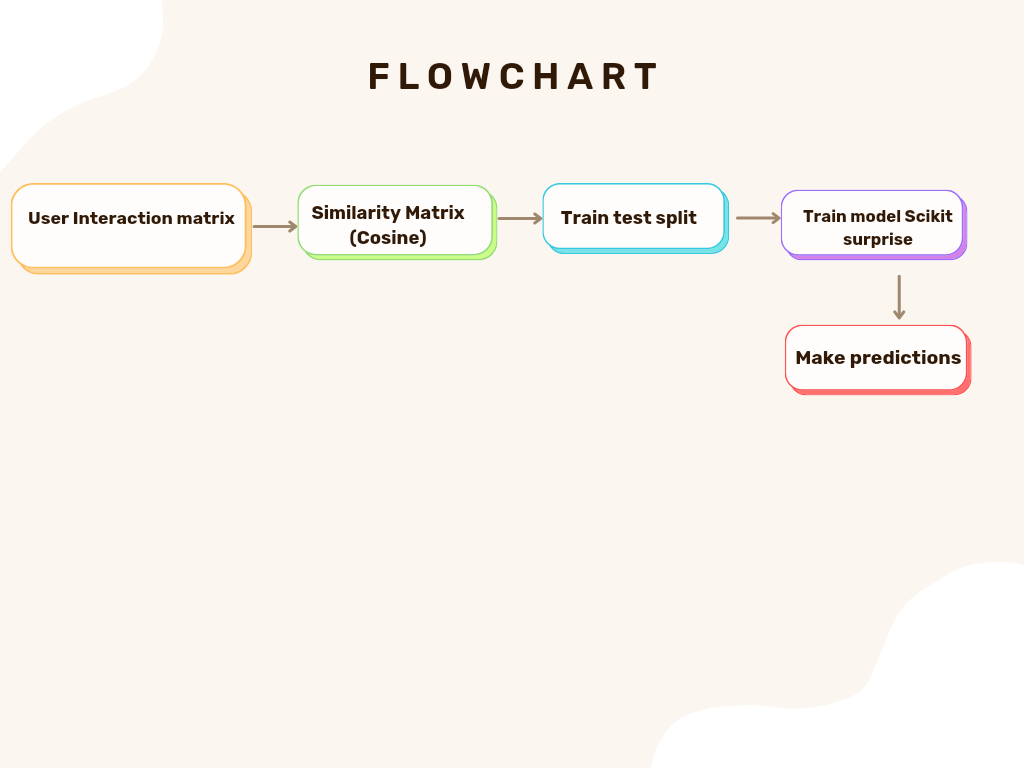 FLOWCHART
User Interaction matrix
Similarity Matrix
(Cosine)
Train test split
Train model Scikit
surprise
Make predictions